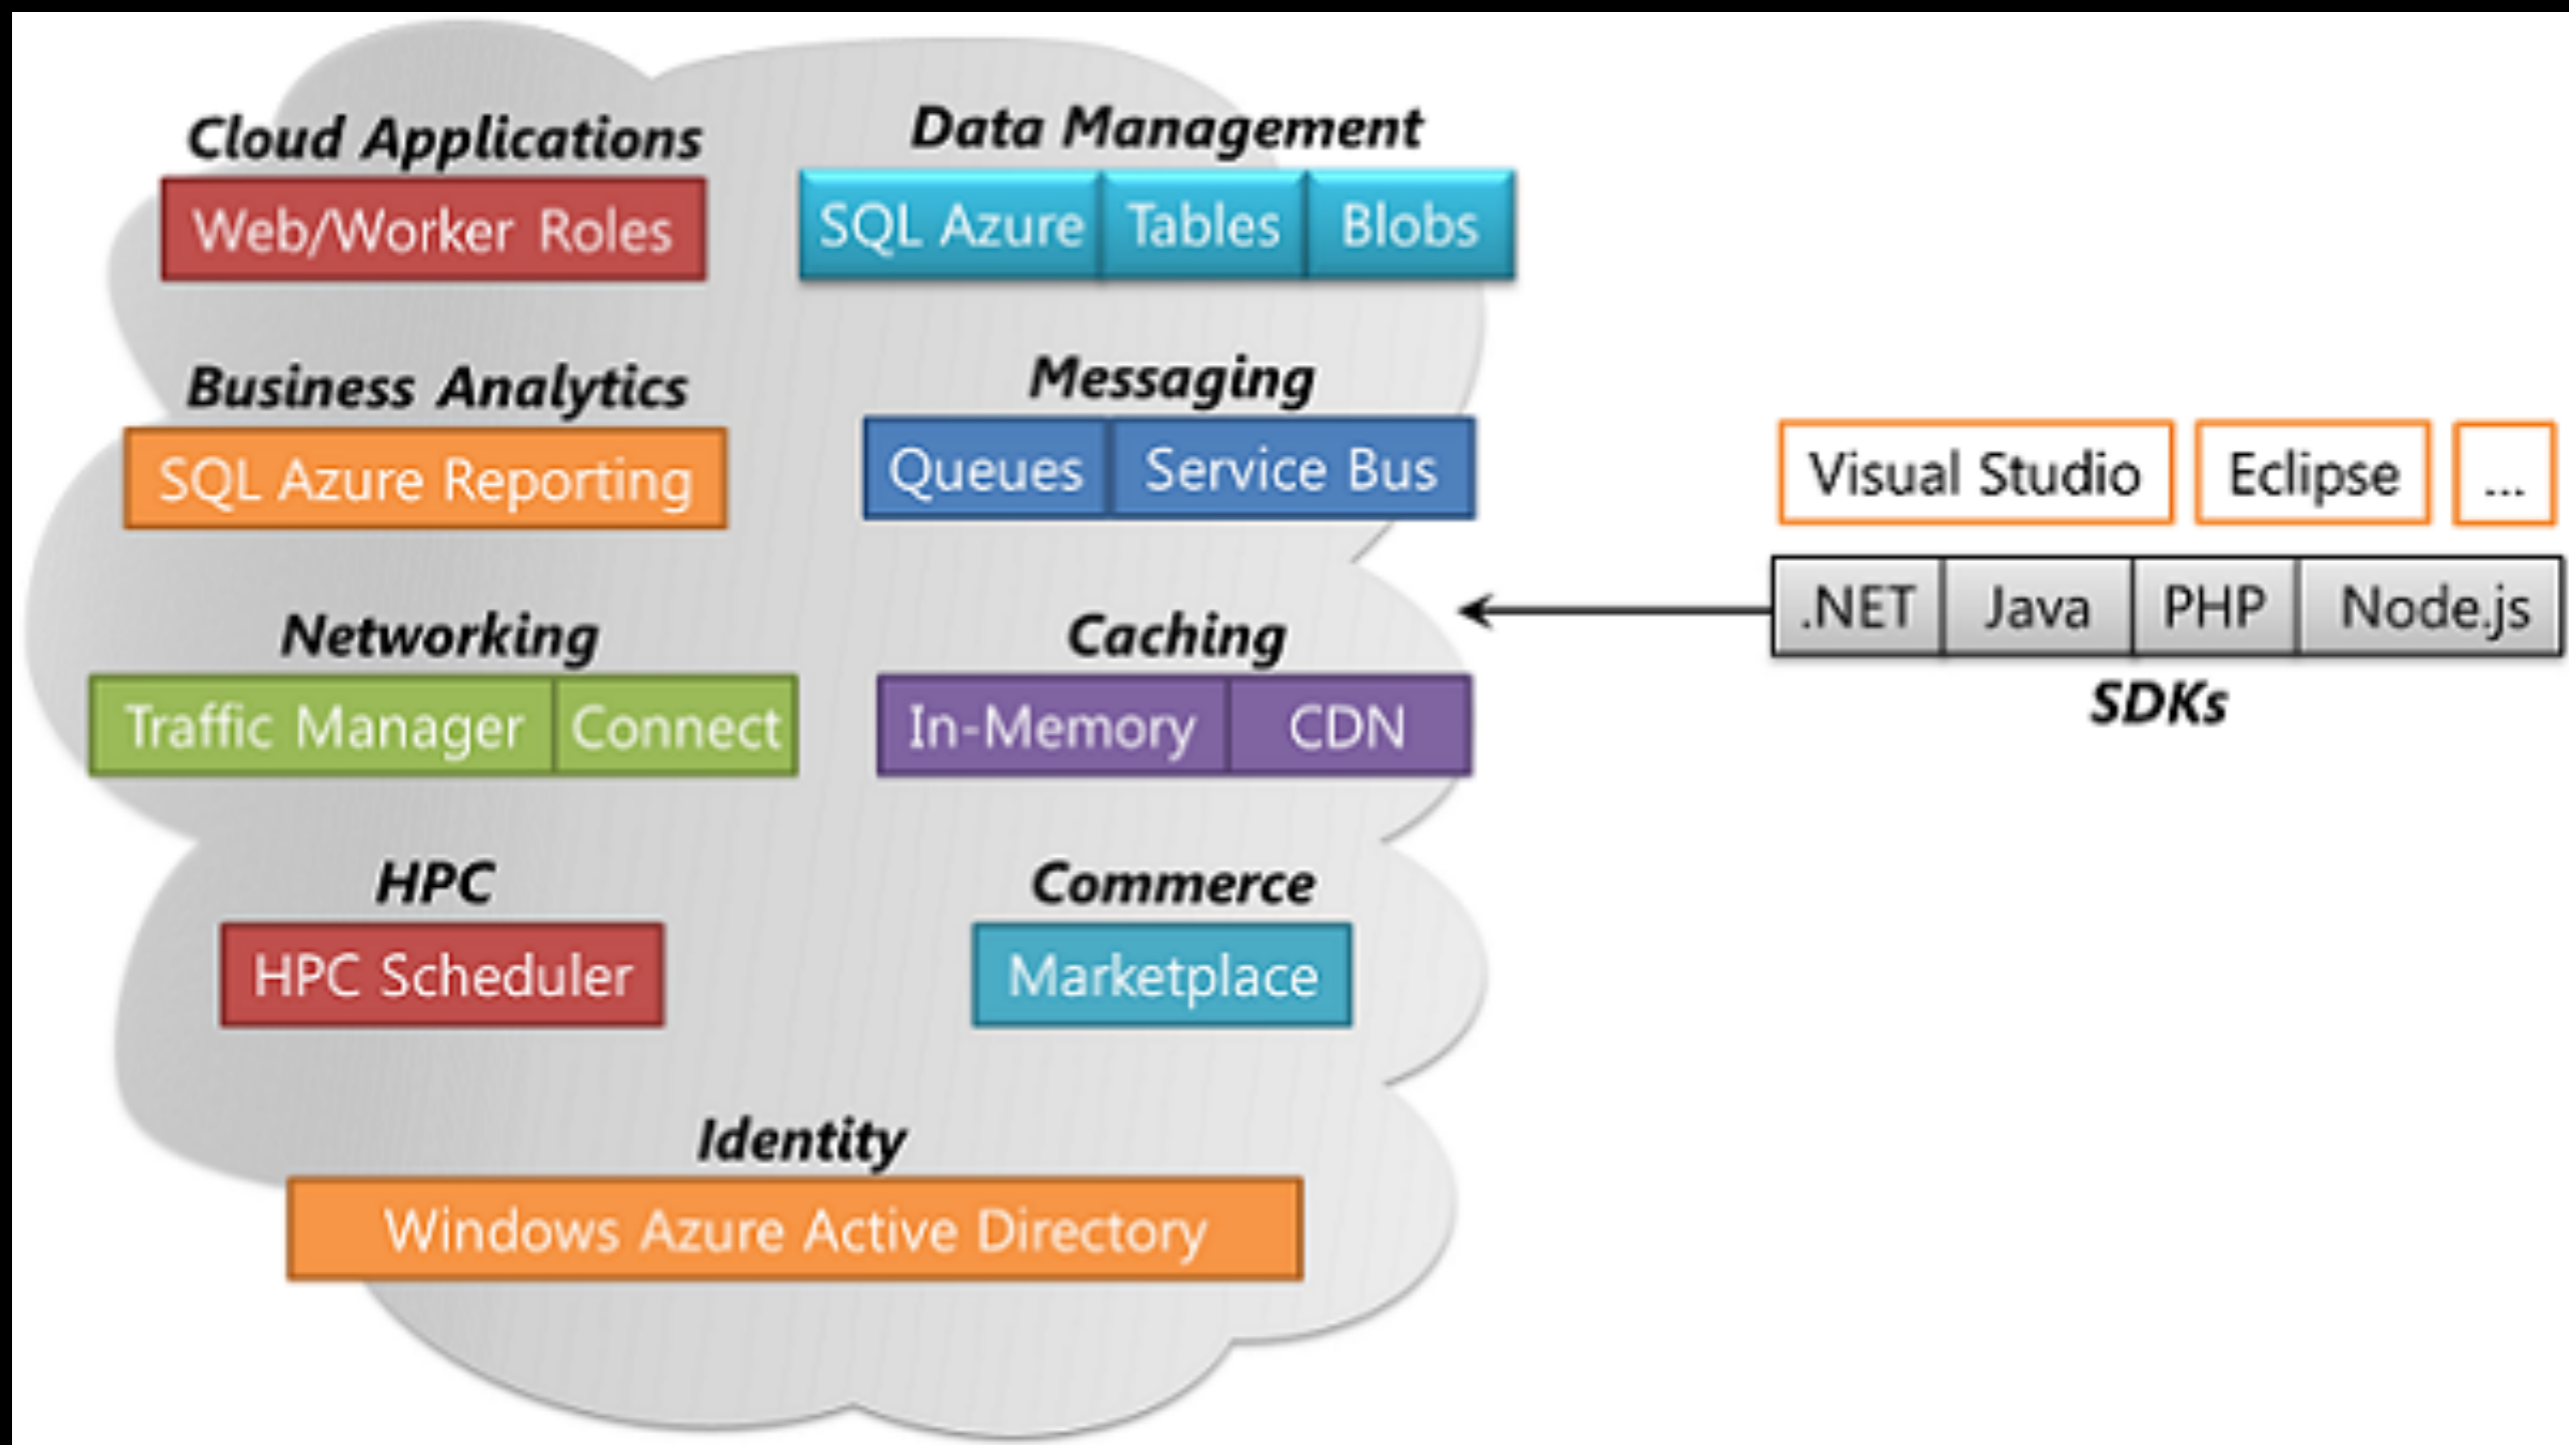 Cloud Applications
Web/Worker Roles
Data Management
SQL Azure Tables Blobs
Business Analytics
SQL Azure Reporting
Messaging
Queues Service Bus
Networking
Traffic Manager Connect
Caching
In-Memory CDN
HPC
HPC Scheduler
Commerce
Marketplace
Identity
Windows Azure Active Directory
Visual Studio Eclipse ...
.NET Java PHP Node.js
SDKs